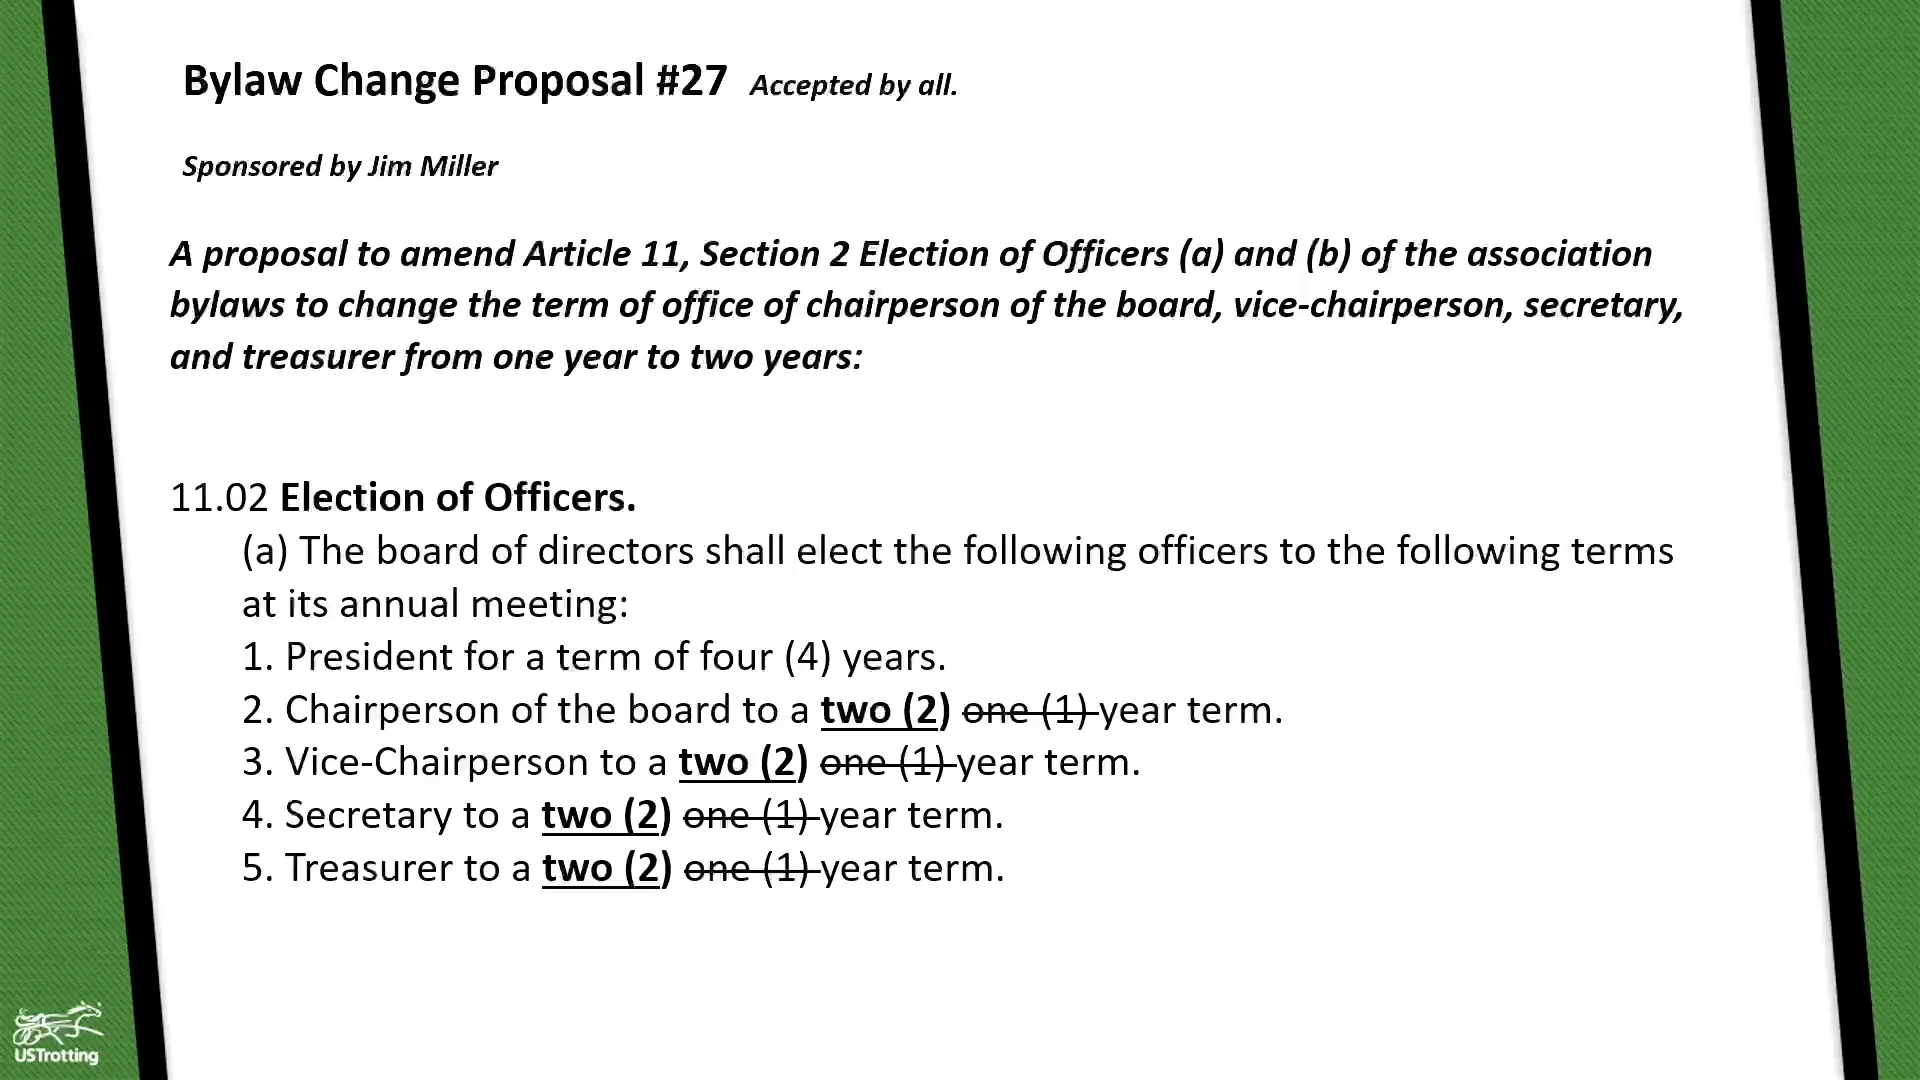 Bylaw Change Proposal #27 Accepted by all.
Sponsored by Jim Miller
A proposal to amend Article 11, Section 2 Election of Officers (a) and (b) of the association
bylaws to change the term of office of chairperson of the board, vice-chairperson, secretary,
and treasurer from one year to two years:
11.02 Election of Officers.
(a) The board of directors shall elect the following officers to the following terms
at its annual meeting:
1. President for a term of four (4) years.
2. Chairperson of the board to a two (2) one (1) year term.
3. Vice-Chairperson to a two (2) one (1) year term.
4. Secretary to a two (2) one (1) year term.
5. Treasurer to a two (2) one (1) year term.
USTrotting